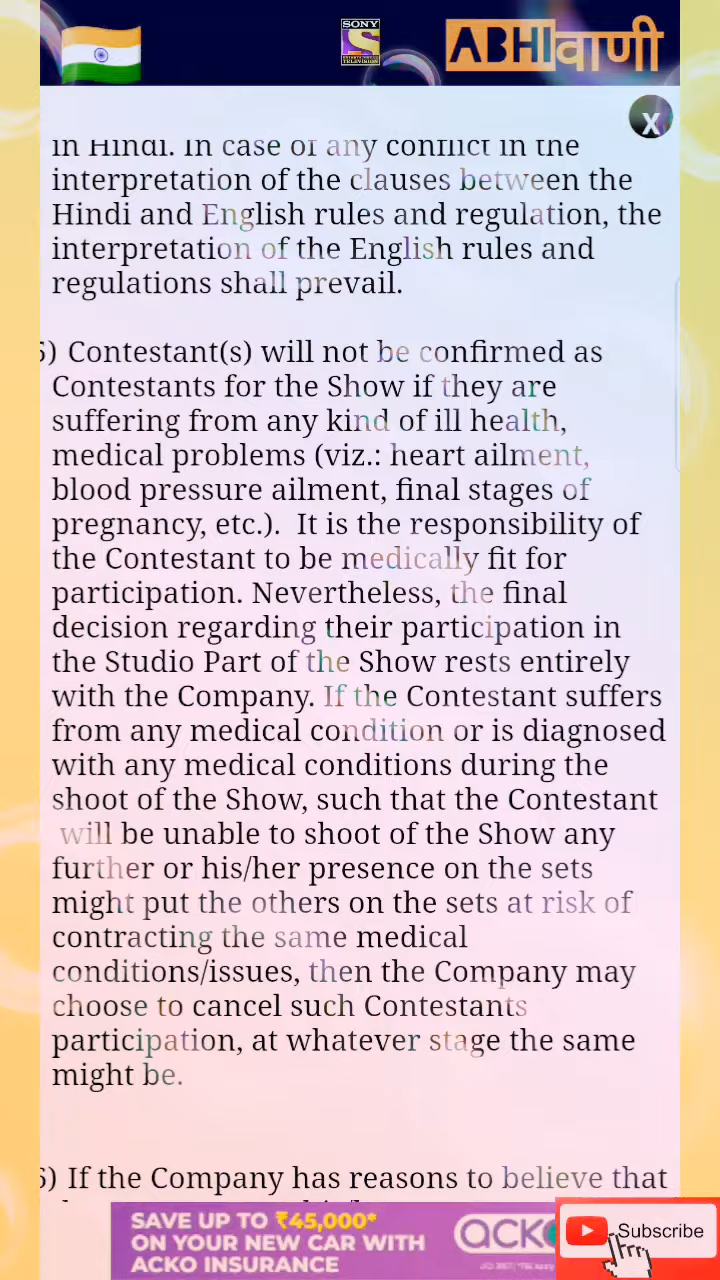 SONY
ENTERTAINMENT
TELEVISION
ABHIवाणी
X
in Hindi. In case of any conflict in the
interpretation of the clauses between the
Hindi and English rules and regulation, the
interpretation of the English rules and
regulations shall prevail.
5) Contestant(s) will not be confirmed as
Contestants for the Show if they are
suffering from any kind of ill health,
medical problems (viz.: heart ailment,
blood pressure ailment, final stages of
pregnancy, etc.). It is the responsibility of
the Contestant to be medically fit for
participation. Nevertheless, the final
decision regarding their participation in
the Studio Part of the Show rests entirely
with the Company. If the Contestant suffers
from any medical condition or is diagnosed
with any medical conditions during the
shoot of the Show, such that the Contestant
will be unable to shoot of the Show any
further or his/her presence on the sets
might put the others on the sets at risk of
contracting the same medical
conditions/issues, then the Company may
choose to cancel such Contestants
participation, at whatever stage the same
might be.
6) If the Company has reasons to believe that
SAVE UP TO ₹45,000*
ON YOUR NEW CAR WITH
ACKO INSURANCE
acko
Subscribe